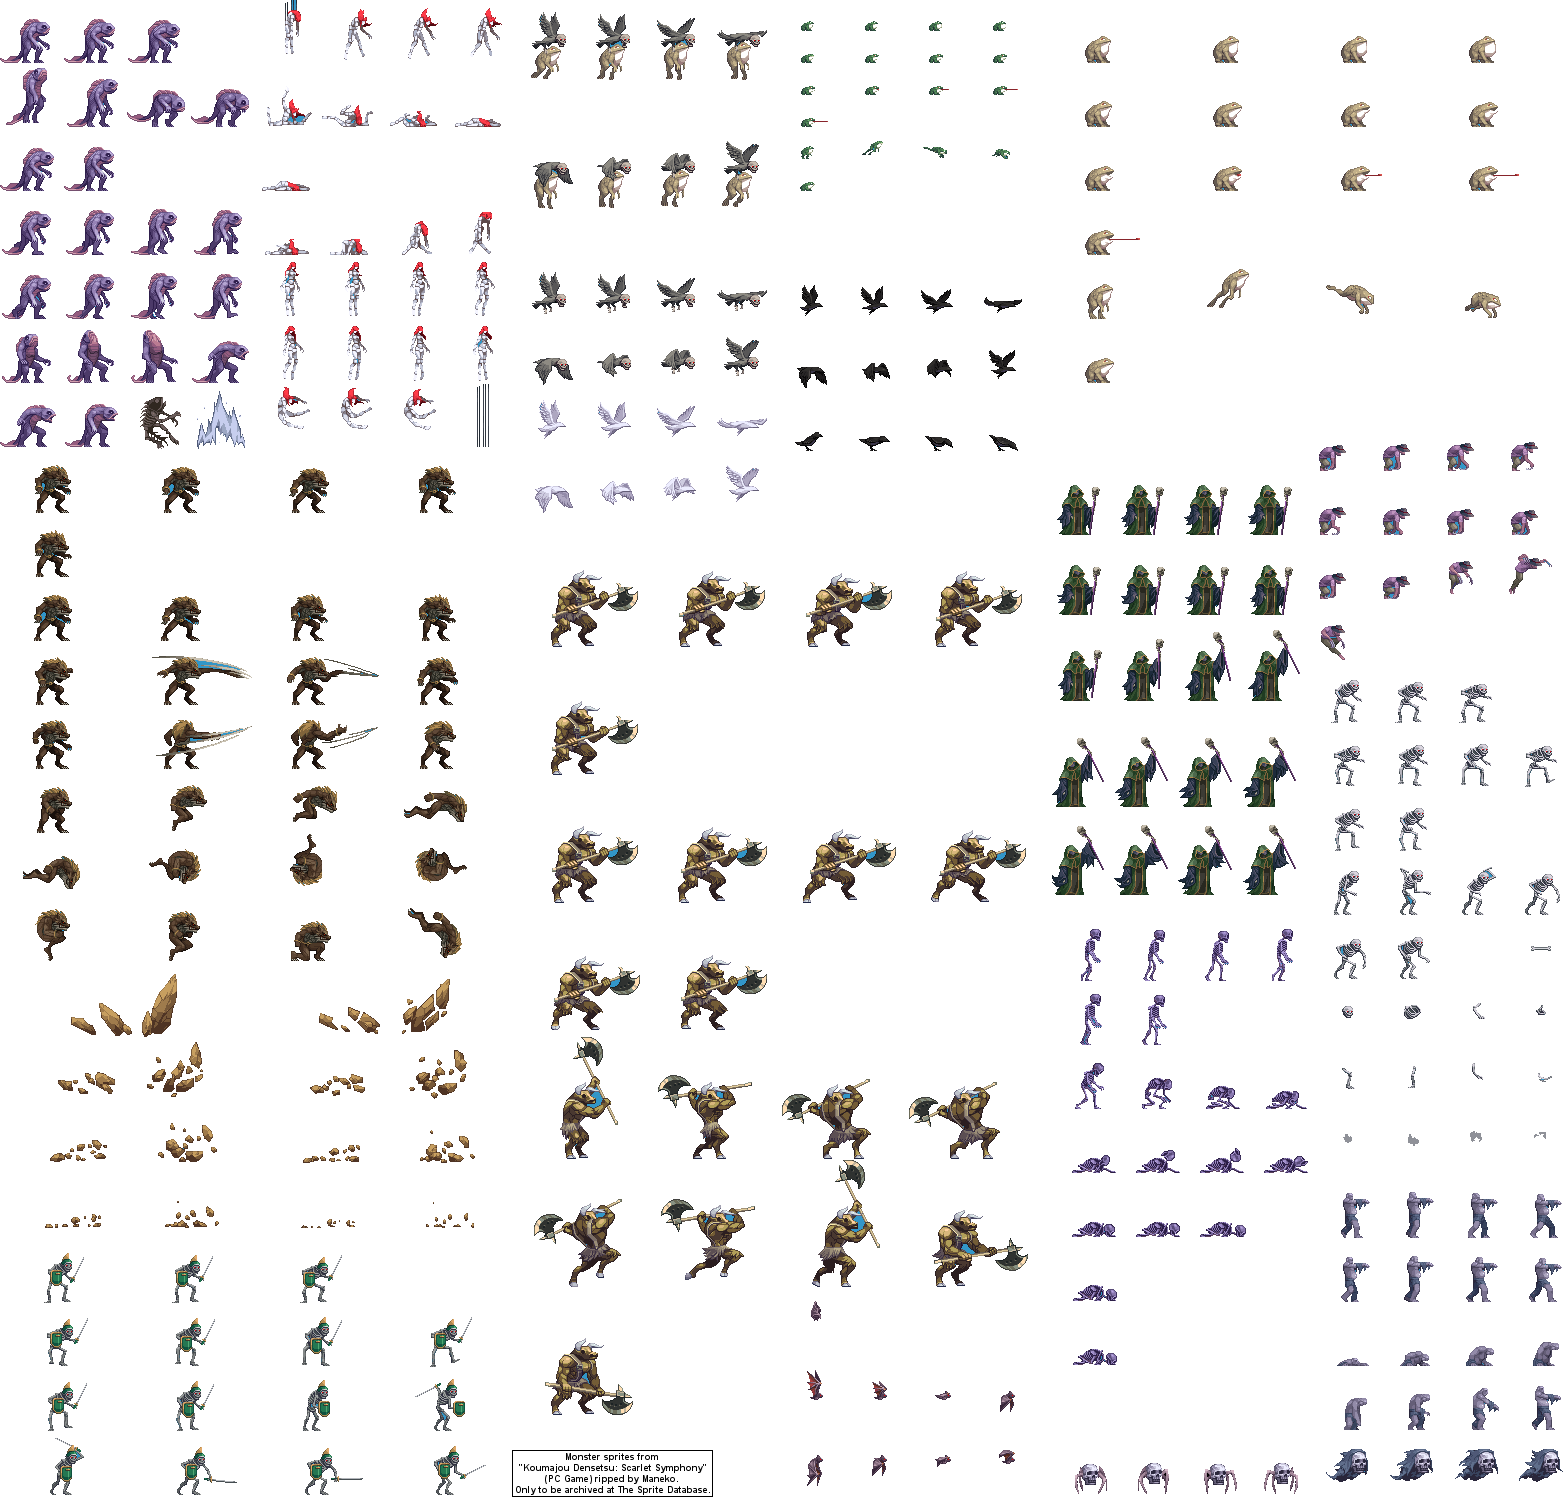 Monster sprites from
"Koumajou Densetsu: Scarlet Symphony"
(PC Game) ripped by Maneko.
Only to be archived at The Sprite Database.